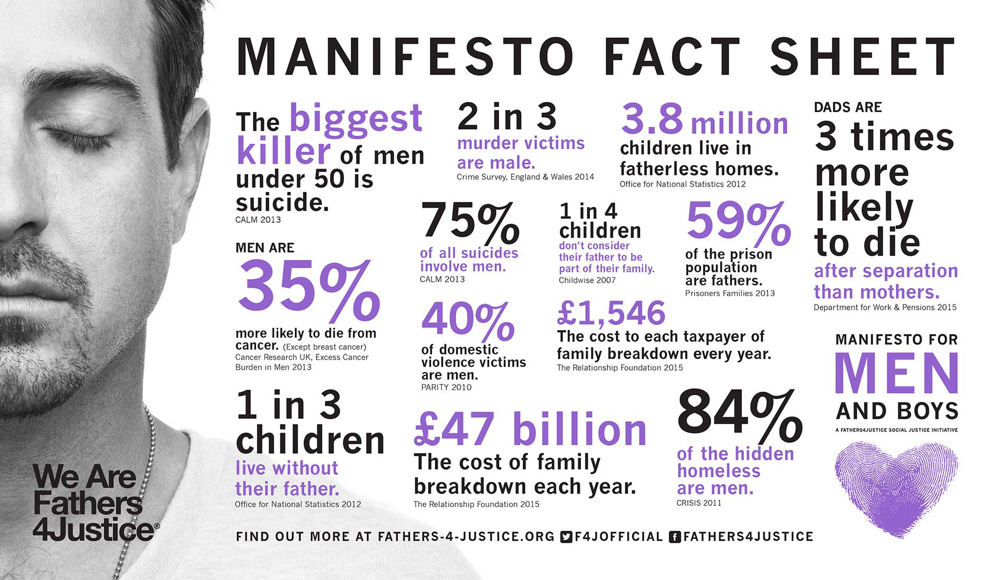 MANIFESTO FACT SHEET
The biggest
killer of men
under 50 is
suicide.
CALM 2013
2 in 3
murder victims
are male.
Crime Survey, England & Wales 2014
3.8 million
children live in
fatherless homes.
Office for National Statistics 2012
DADS ARE
3 times
more
likely
to die
after separation
than mothers.
Department for Work & Pensions 2015
MEN ARE
35%
more likely to die from
cancer. (Except breast cancer)
Cancer Research UK, Excess Cancer
Burden in Men 2013
75%
of all suicides
involve men.
CALM 2013
1 in 4
children
don't consider
their father to be
part of their family.
Childwise 2007
59%
of the prison
population
are fathers.
Prisoners Families 2013
40%
of domestic
violence victims
are men.
PARITY 2010
£1,546
The cost to each taxpayer of
family breakdown every year.
The Relationship Foundation 2015
1 in 3
children
live without
their father.
Office for National Statistics 2012
£47 billion
The cost of family
breakdown each year.
The Relationship Foundation 2015
84%
of the hidden
homeless
are men.
CRISIS 2011
MANIFESTO FOR
MEN
AND BOYS
A FATHERS4JUSTICE SOCIAL JUSTICE INITIATIVE
We Are
Fathers
4Justice®
FIND OUT MORE AT FATHERS-4-JUSTICE.ORG F4JOFFICIAL FATHERS4JUSTICE